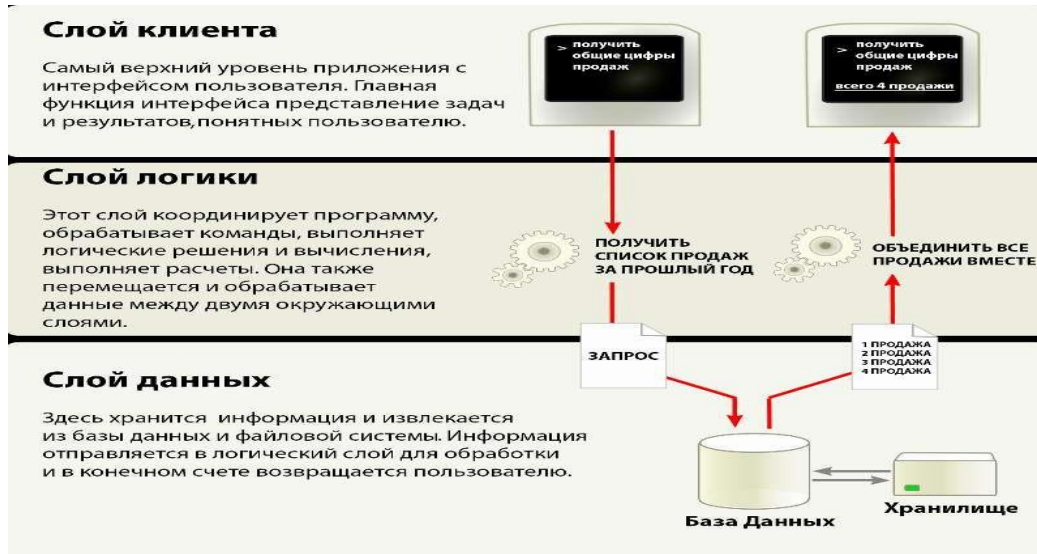 Слой клиента
Самый верхний уровень приложения с
интерфейсом пользователя. Главная
функция интерфейса представление задач
и результатов,понятных пользователю.
> получить
общие цифры
продаж
> получить
общие цифры
продаж
всего 4 продажи
Слой логики
Этот слой координирует программу,
обрабатывает команды, выполняет
логические решения и вычисления,
выполняет расчеты. Она также
перемещается и обрабатывает
данные между двумя окружающими
слоями.
ПОЛУЧИТЬ
СПИСОК ПРОДАЖ
ЗА ПРОШЛЫЙ ГОД
ОБЪЕДИНИТЬ ВСЕ
ПРОДАЖИ ВМЕСТЕ
Слой данных
Здесь хранится информация и извлекается
из базы данных и файловой системы. Информация
отправляется в логический слой для обработки
и в конечном счете возвращается пользователю.
ЗАПРОС
1 ПРОДАЖА
2 ПРОДАЖА
3 ПРОДАЖА
4 ПРОДАЖА
База Данных
Хранилище